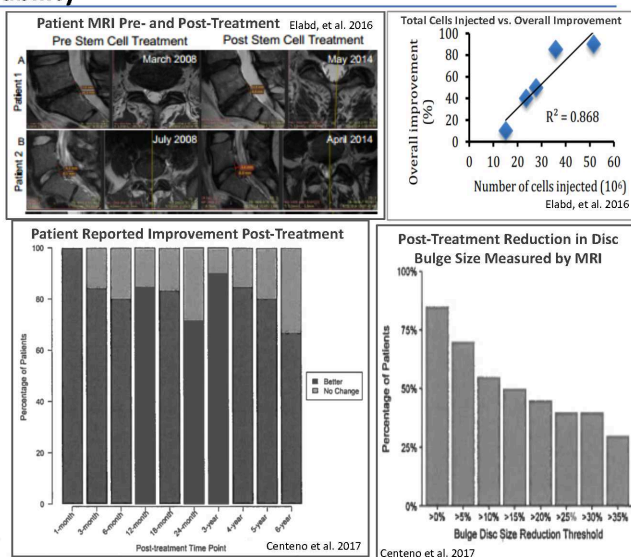 Patient MRI Pre- and Post-Treatment Elabd, et al. 2016
Pre Stem Cell Treatment Post Stem Cell Treatment
A
Patient 1
March 2008
May 2014
B
Patient 2
July 2008
April 2014
Total Cells Injected vs. Overall Improvement
Overall improvement
(%)
100
80
60
40
20
0
R² = 0.868
0 10 20 30 40 50 60
Number of cells injected (10⁶)
Elabd, et al. 2016
Patient Reported Improvement Post-Treatment
Percentage of Patients
100
80
60
40
20
0
Better
No Change
1-month 3-month 6-month 12-month 18-month 24-month 3-year 4-year 5-year 6-year
Post-treatment Time Point
Centeno et al. 2017
Post-Treatment Reduction in Disc
Bulge Size Measured by MRI
Percentage of Patients
100%
75%
50%
25%
0%
>0% >5% >10% >15% >20% >25% >30% >35%
Bulge Disc Size Reduction Threshold
Centeno et al. 2017